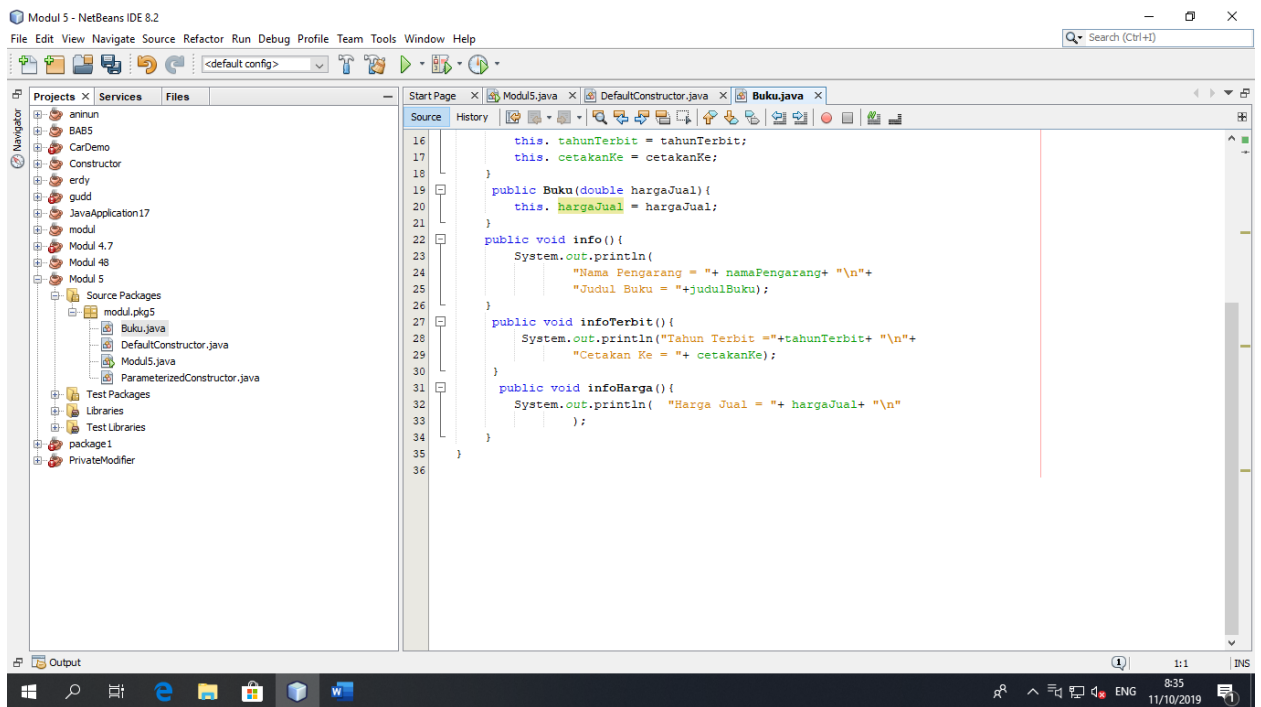 Modul 5 - NetBeans IDE 8.2
File Edit View Navigate Source Refactor Run Debug Profile Team Tools Window Help
Search (Ctrl+I)
<default config>
Projects Services Files
Navigator
aninun
BAB5
CarDemo
Constructor
erdy
gudd
JavaApplication17
modul
Modul 4.7
Modul 48
Modul 5
Source Packages
modul.pkg5
Buku.java
DefaultConstructor.java
Modul5.java
ParameterizedConstructor.java
Test Packages
Libraries
Test Libraries
package1
PrivateModifier
Start Page Modul5.java DefaultConstructor.java Buku.java
Source History
16 this. tahunTerbit = tahunTerbit;
17 this. cetakanKe = cetakanKe;
18 }
19 public Buku(double hargaJual){
20 this. hargaJual = hargaJual;
21 }
22 public void info(){
23 System.out.println(
24 "Nama Pengarang = "+ namaPengarang+ "\n"+
25 "Judul Buku = "+judulBuku);
26 }
27 public void infoTerbit(){
28 System.out.println("Tahun Terbit ="+tahunTerbit+ "\n"+
29 "Cetakan Ke = "+ cetakanKe);
30 }
31 public void infoHarga(){
32 System.out.println(  "Harga Jual = "+ hargaJual+ "\n"
33 );
34 }
35 }
36
Output
1 1:1 INS
ENG 8:35
11/10/2019